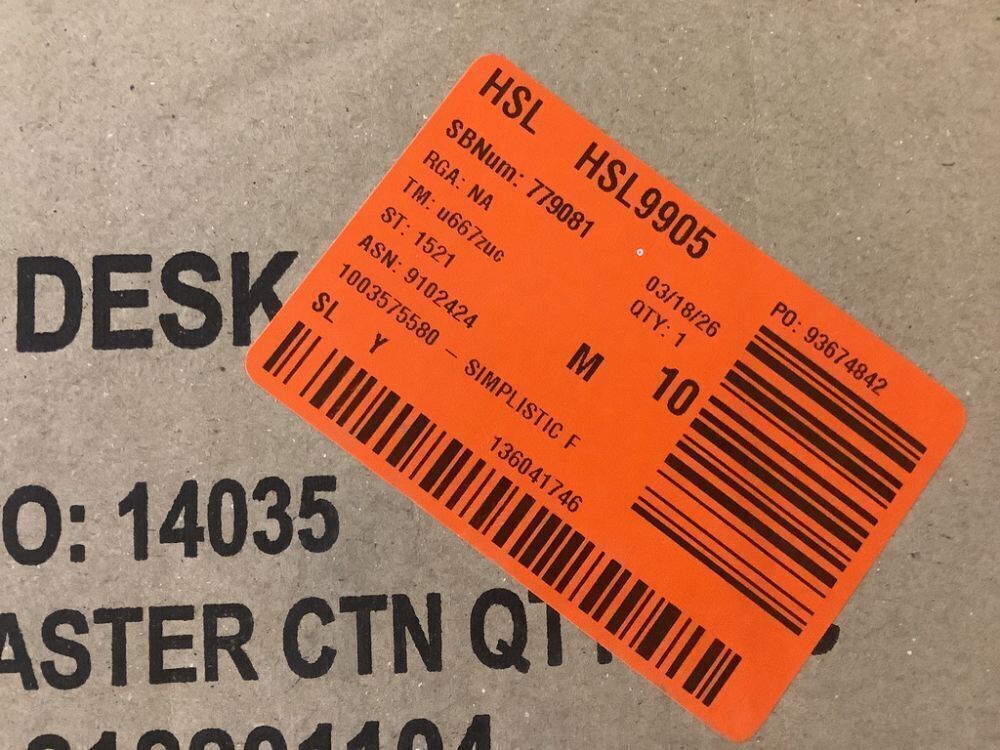 HSL HSL9905
SBNum: 779081
RGA: NA
TM: u667zuc
ST: 1521
ASN: 9102424
1003575580 - SIMPLISTIC F
SL Y
136041746
03/18/26
QTY: 1
M 10
PO: 93674842
DESK
O: 14035
ASTER CTN QT